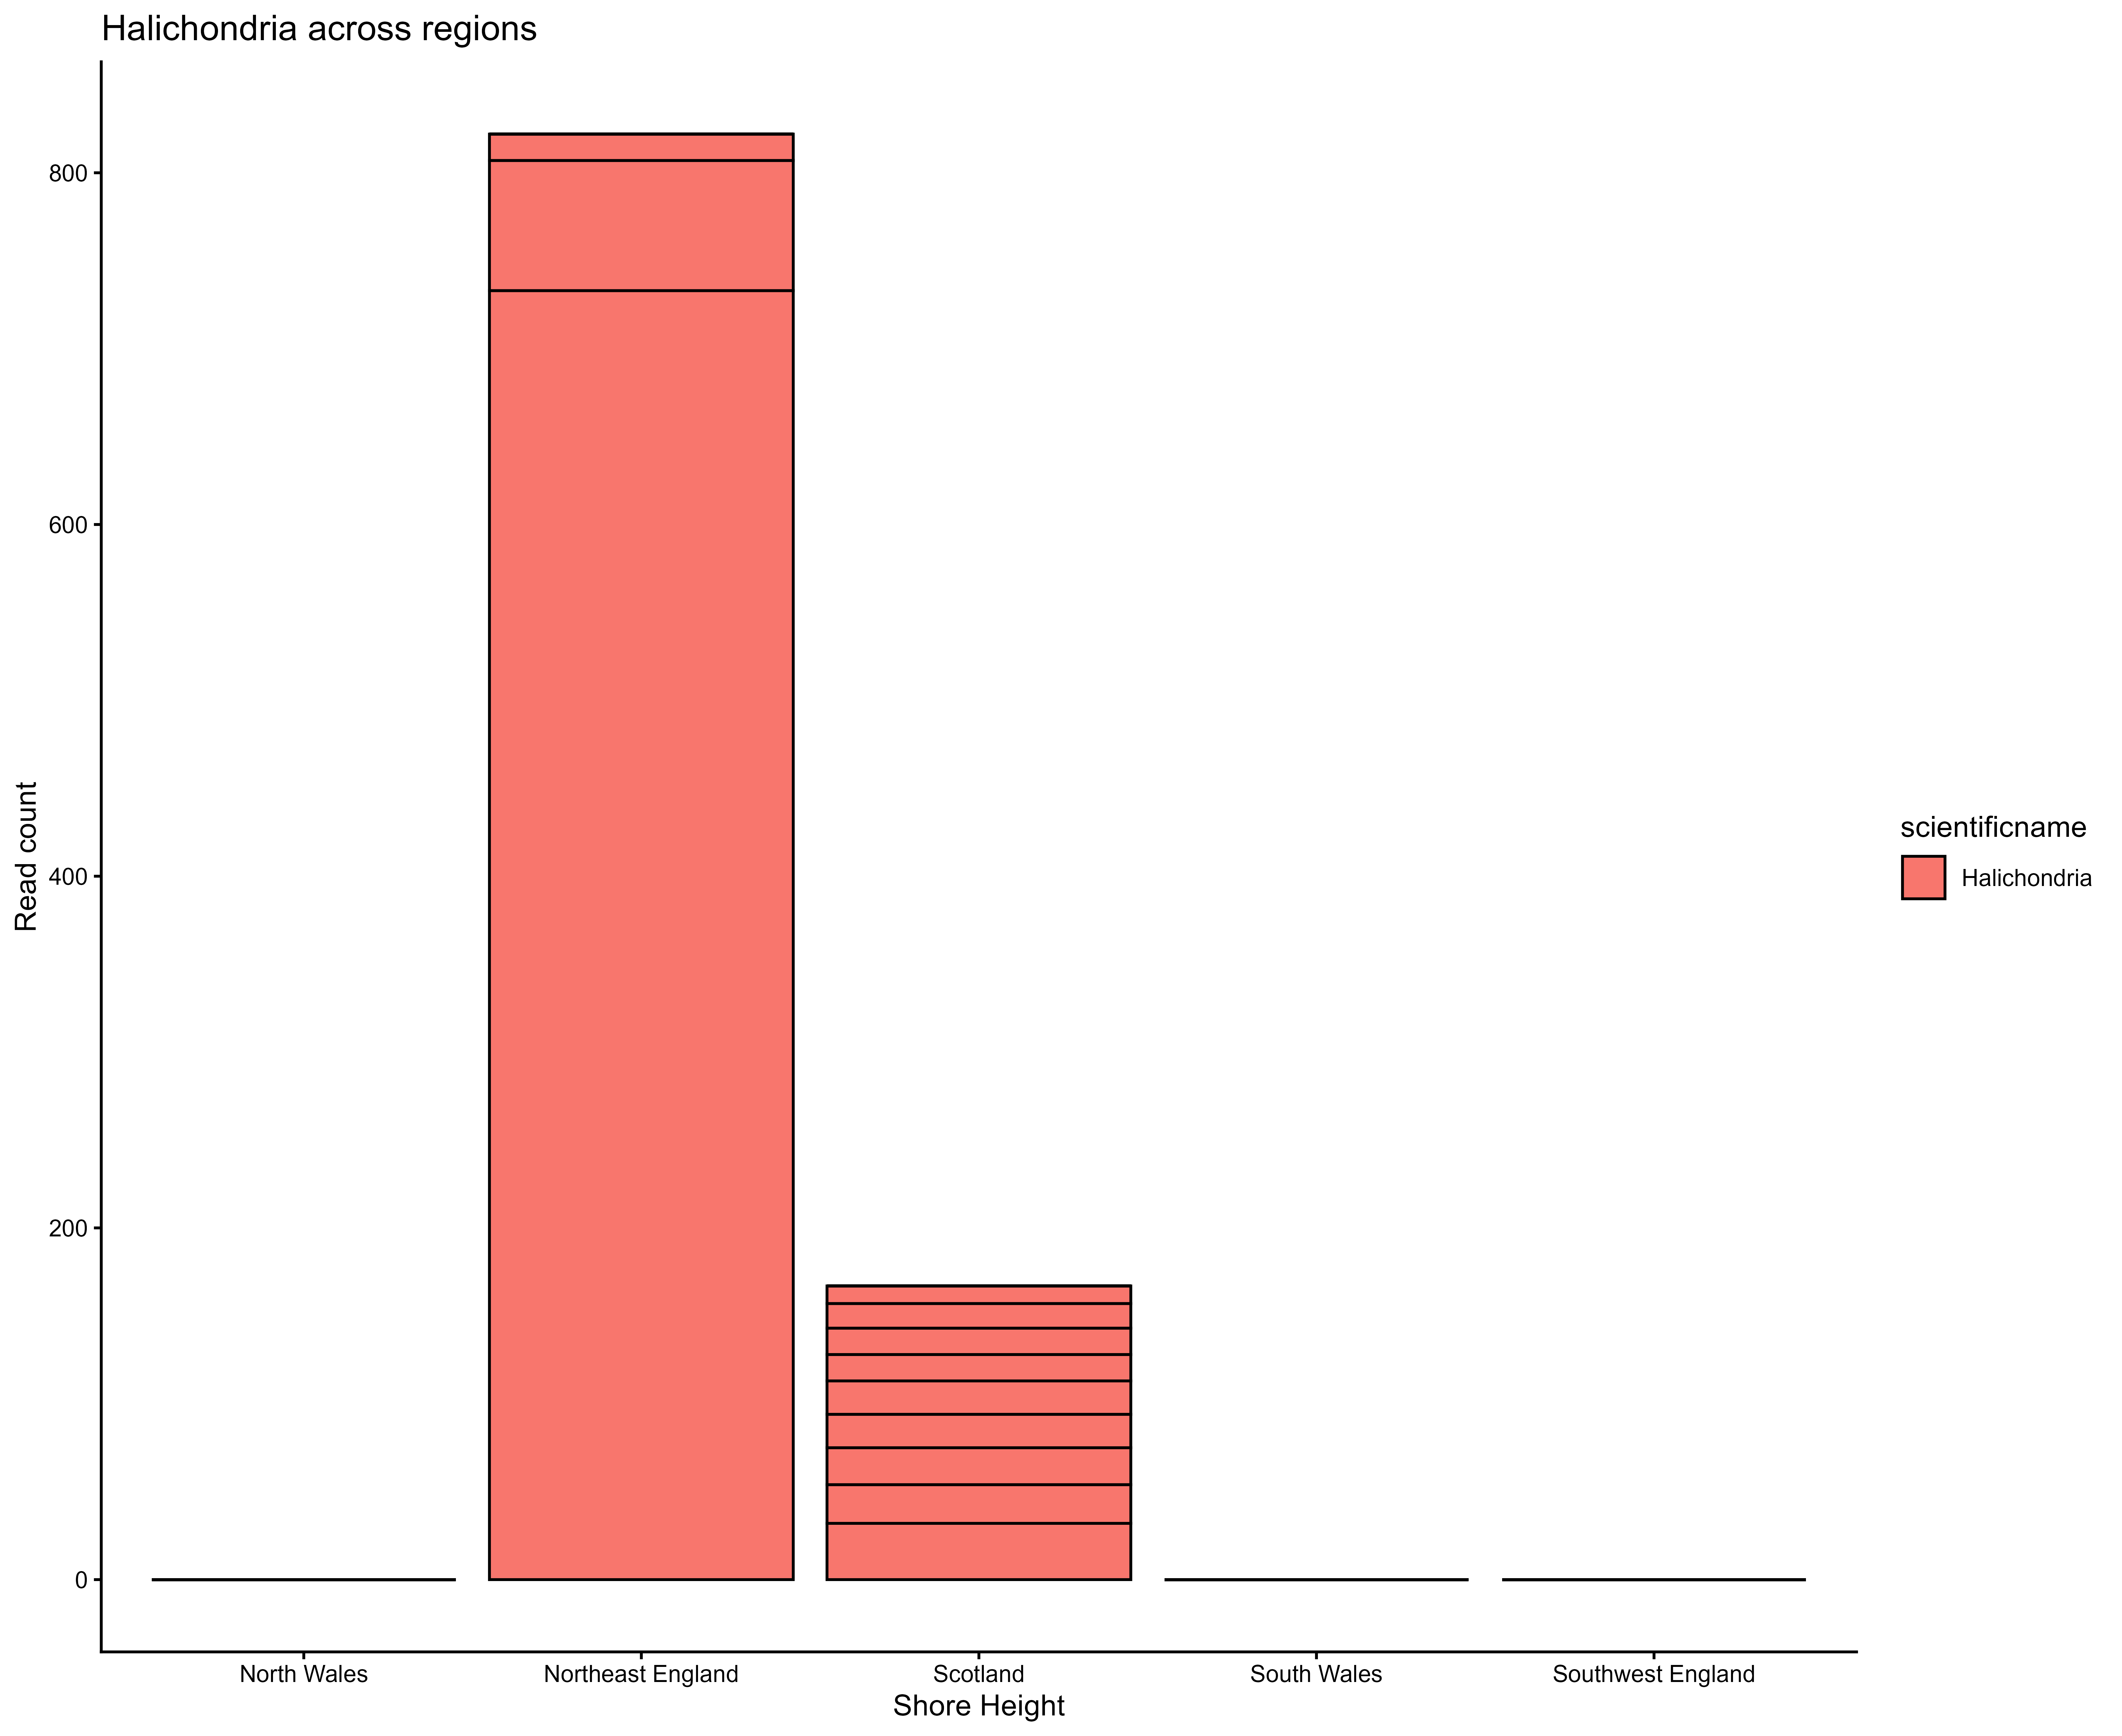 Halichondria across regions
Read count
800
600
400
200
0
North Wales
Northeast England
Scotland
South Wales
Southwest England
Shore Height
scientificname
Halichondria